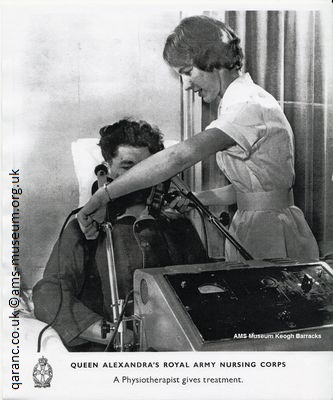 qaranc.co.uk©ams-museum.org.uk
AMS Museum Keogh Barracks
QUEEN ALEXANDRA'S ROYAL ARMY NURSING CORPS
A Physiotherapist gives treatment.